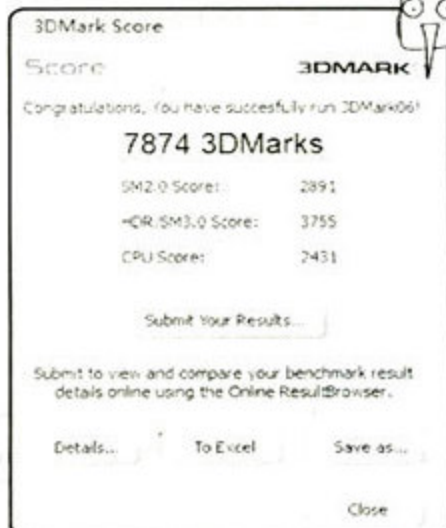 3DMark Score
Score 3DMARK
Congratulations, You have succesfully run 3DMark06!
7874 3DMarks
SM2.0 Score: 2891
HDR/SM3.0 Score: 3755
CPU Score: 2431
Submit Your Results...
Submit to view and compare your benchmark result
details online using the Online ResultBrowser.
Details... To Excel Save as...
Close